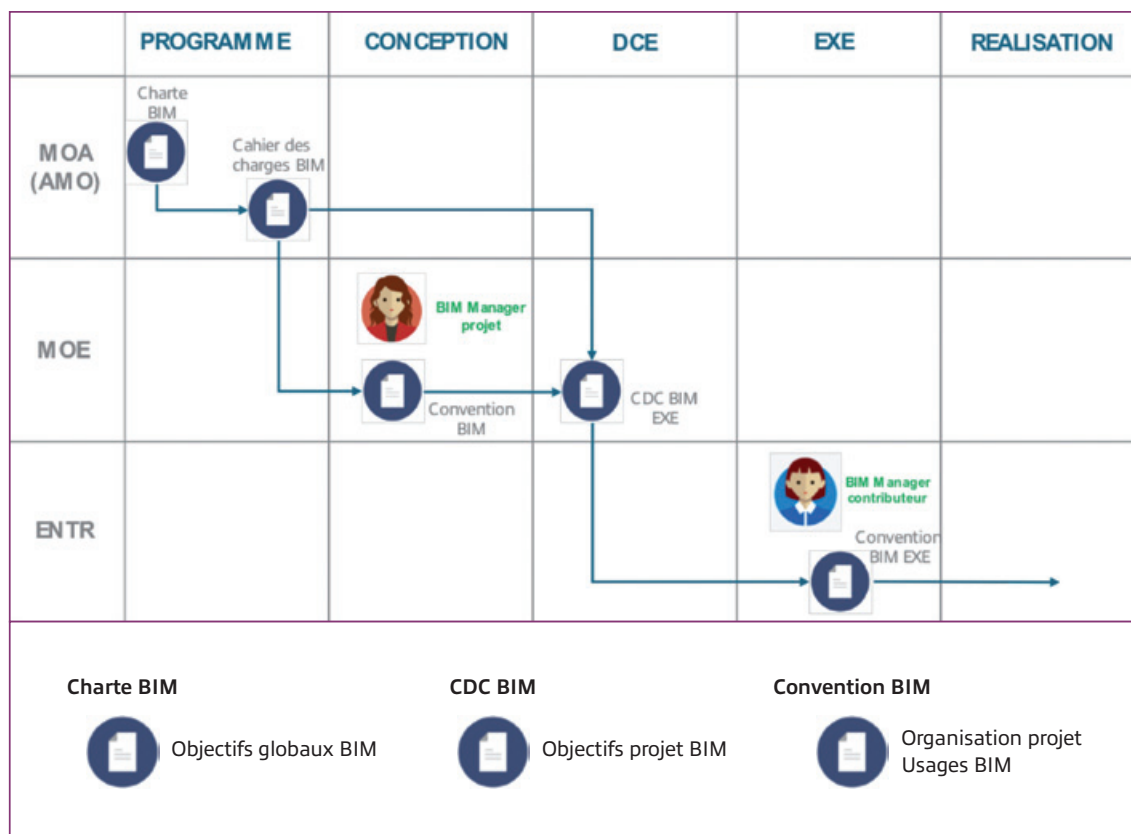 PROGRAMME
CONCEPTION
DCE
EXE
REALISATION
MOA
(AMO)
Charte
BIM
Cahier des
charges BIM
MOE
BIM Manager
projet
Convention
BIM
CDC BIM
EXE
ENTR
BIM Manager
contributeur
Convention
BIM EXE
Charte BIM
Objectifs globaux BIM
CDC BIM
Objectifs projet BIM
Convention BIM
Organisation projet
Usages BIM